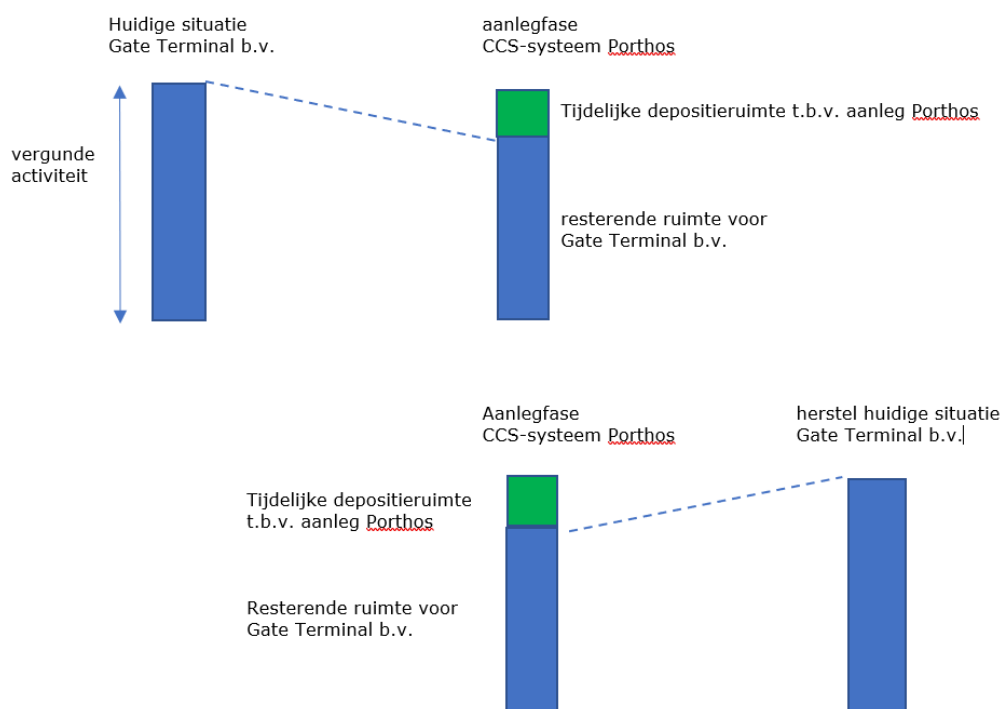 Huidige situatie
Gate Terminal b.v.
aanlegfase
CCS-systeem Porthos
Tijdelijke depositieruimte t.b.v. aanleg Porthos
vergunde
activiteit
resterende ruimte voor
Gate Terminal b.v.
Aanlegfase
CCS-systeem Porthos
herstel huidige situatie
Gate Terminal b.v.
Tijdelijke depositieruimte
t.b.v. aanleg Porthos
Resterende ruimte voor
Gate Terminal b.v.